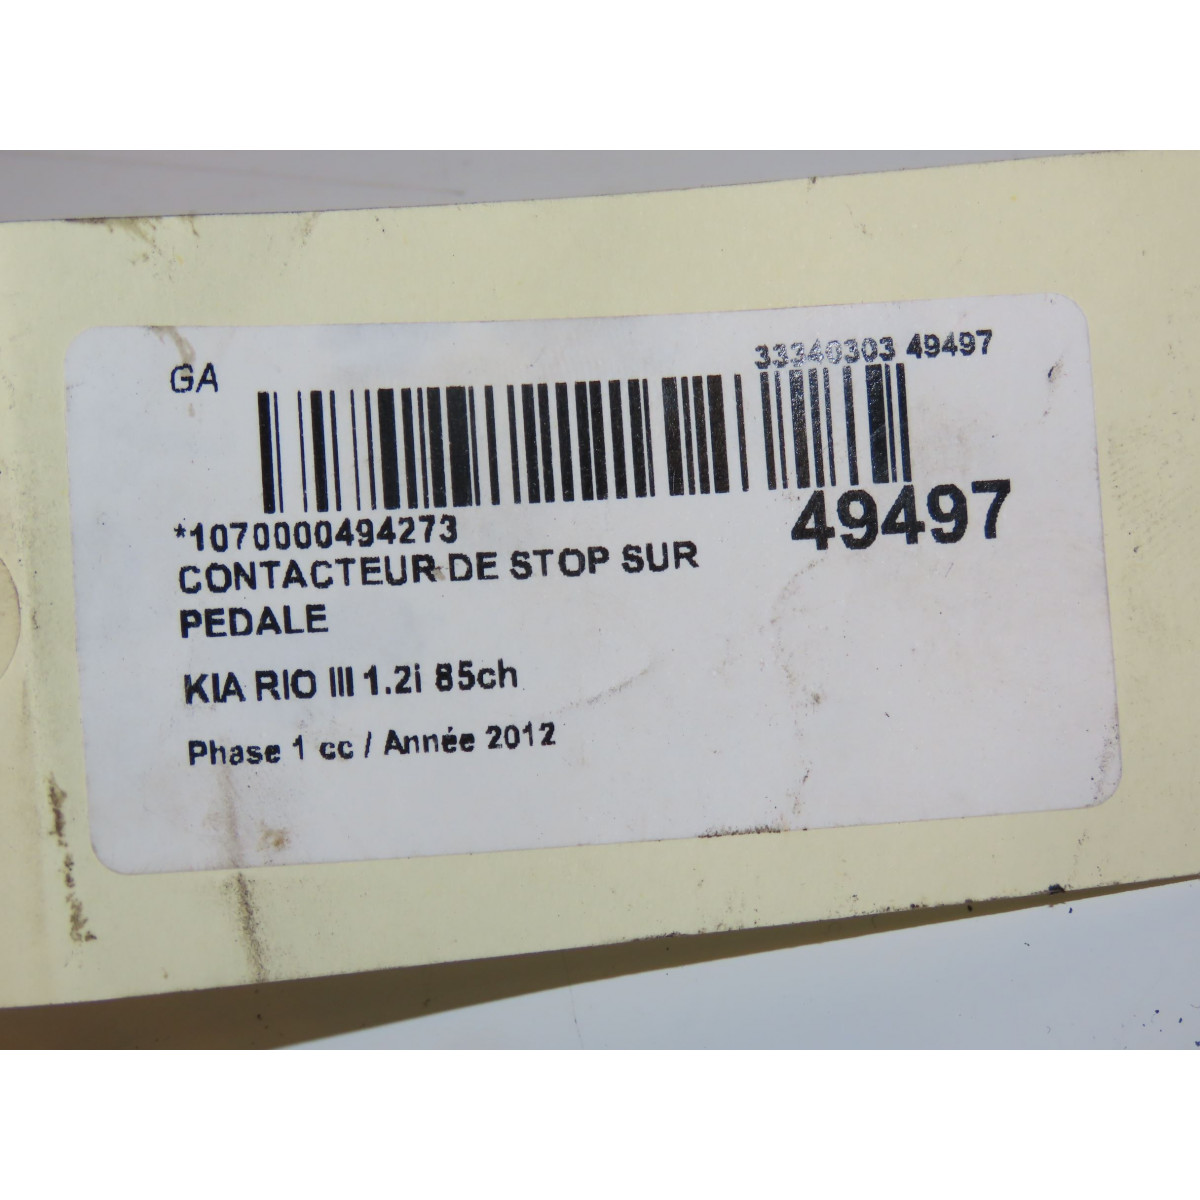 GA
33340303 49497
*1070000494273
49497
CONTACTEUR DE STOP SUR
PEDALE
KIA RIO III 1.2i 85ch
Phase 1 cc / Année 2012